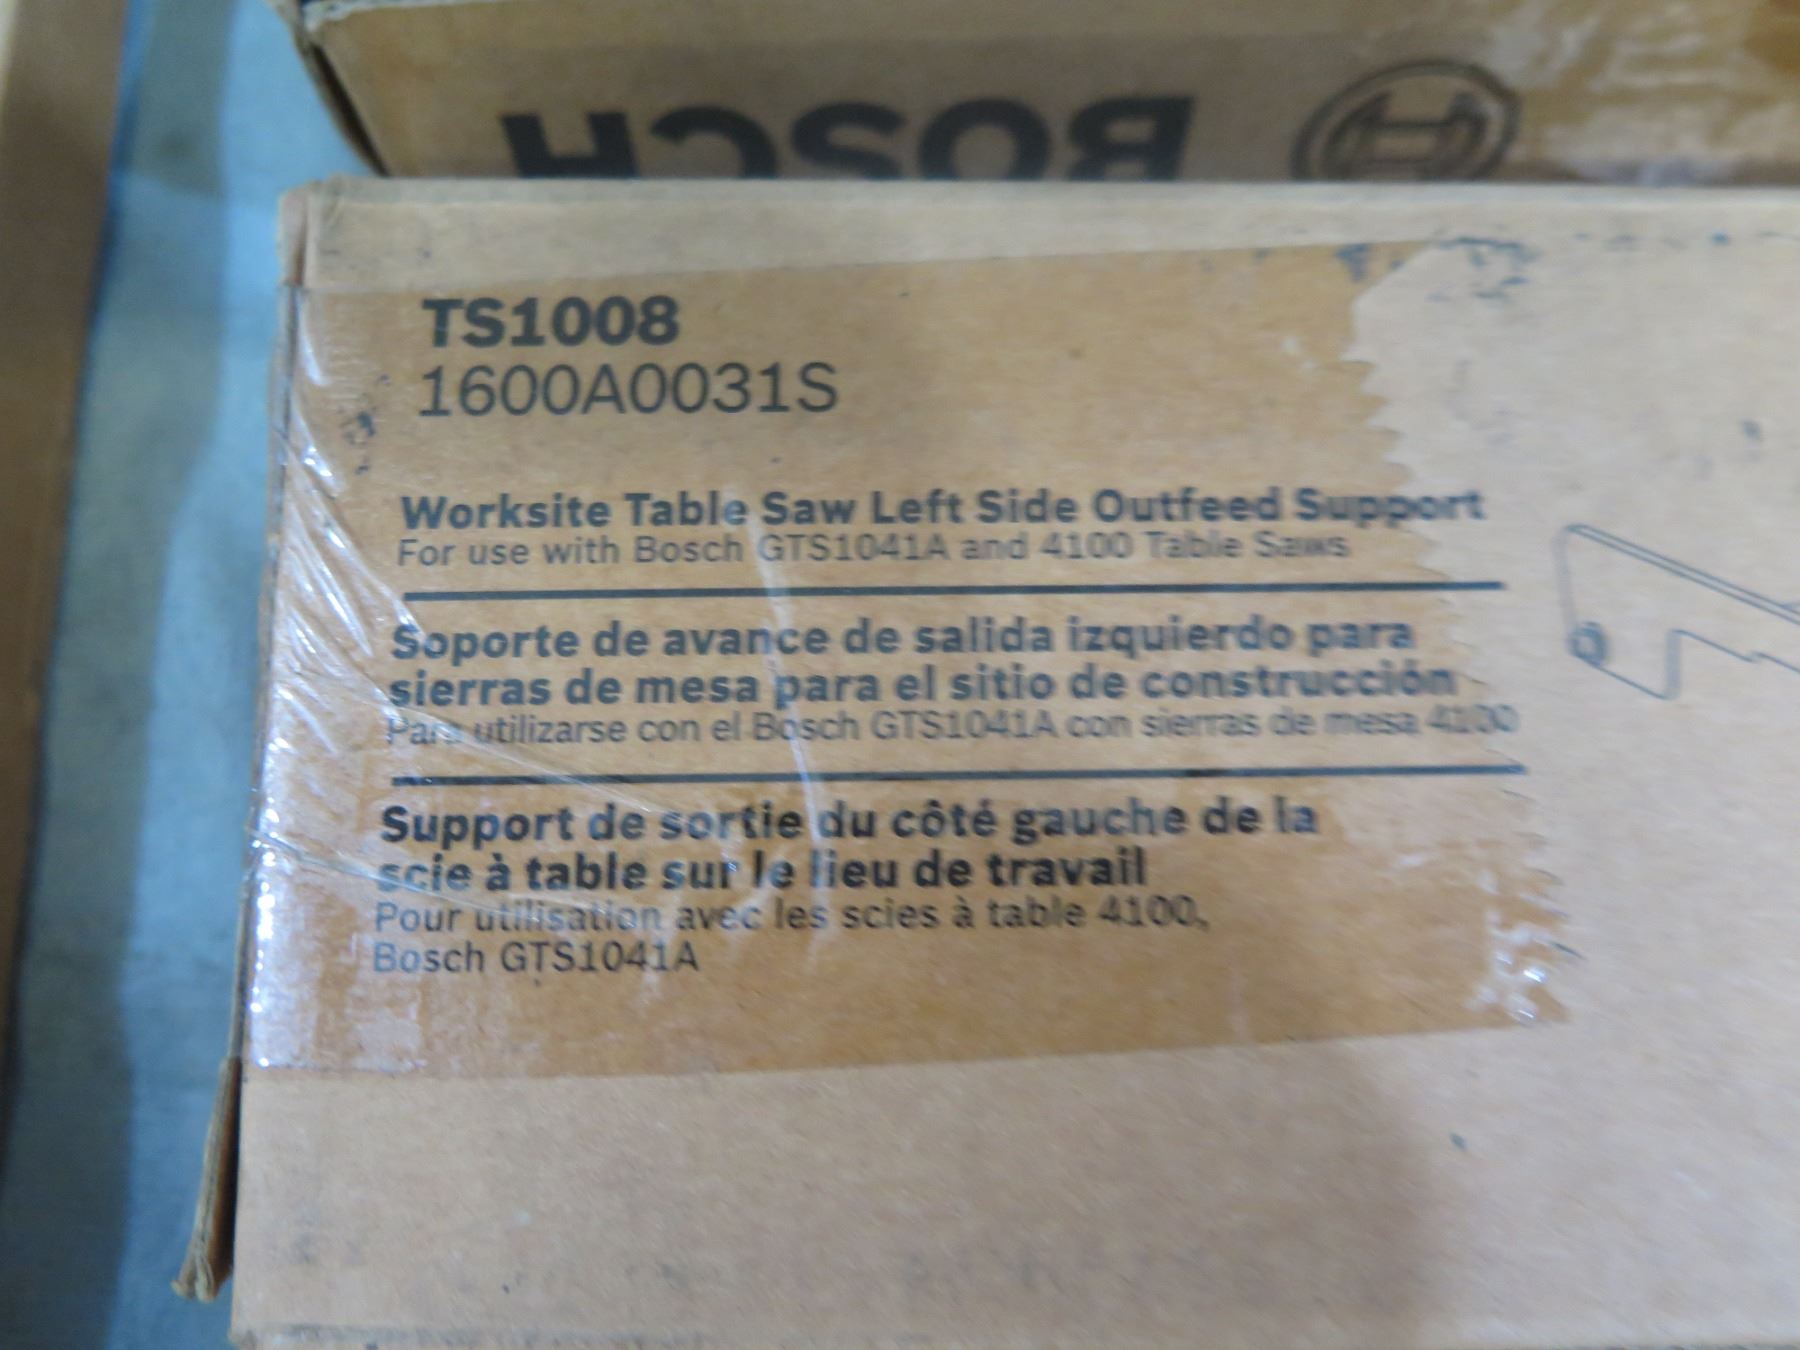 BOSCH
TS1008
1600A0031S
Worksite Table Saw Left Side Outfeed Support
For use with Bosch GTS1041A and 4100 Table Saws
Soporte de avance de salida izquierdo para
sierras de mesa para el sitio de construcción
Para utilizarse con el Bosch GTS1041A con sierras de mesa 4100
Support de sortie du côté gauche de la
scie à table sur le lieu de travail
Pour utilisation avec les scies à table 4100,
Bosch GTS1041A